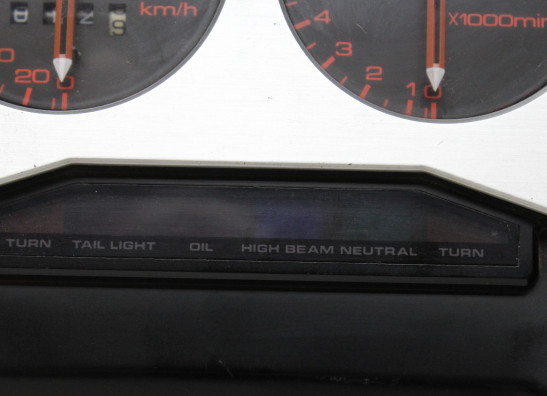 km/h
20 0
4
3
2
1 0
X1000min
TURN TAIL LIGHT OIL HIGH BEAM NEUTRAL TURN